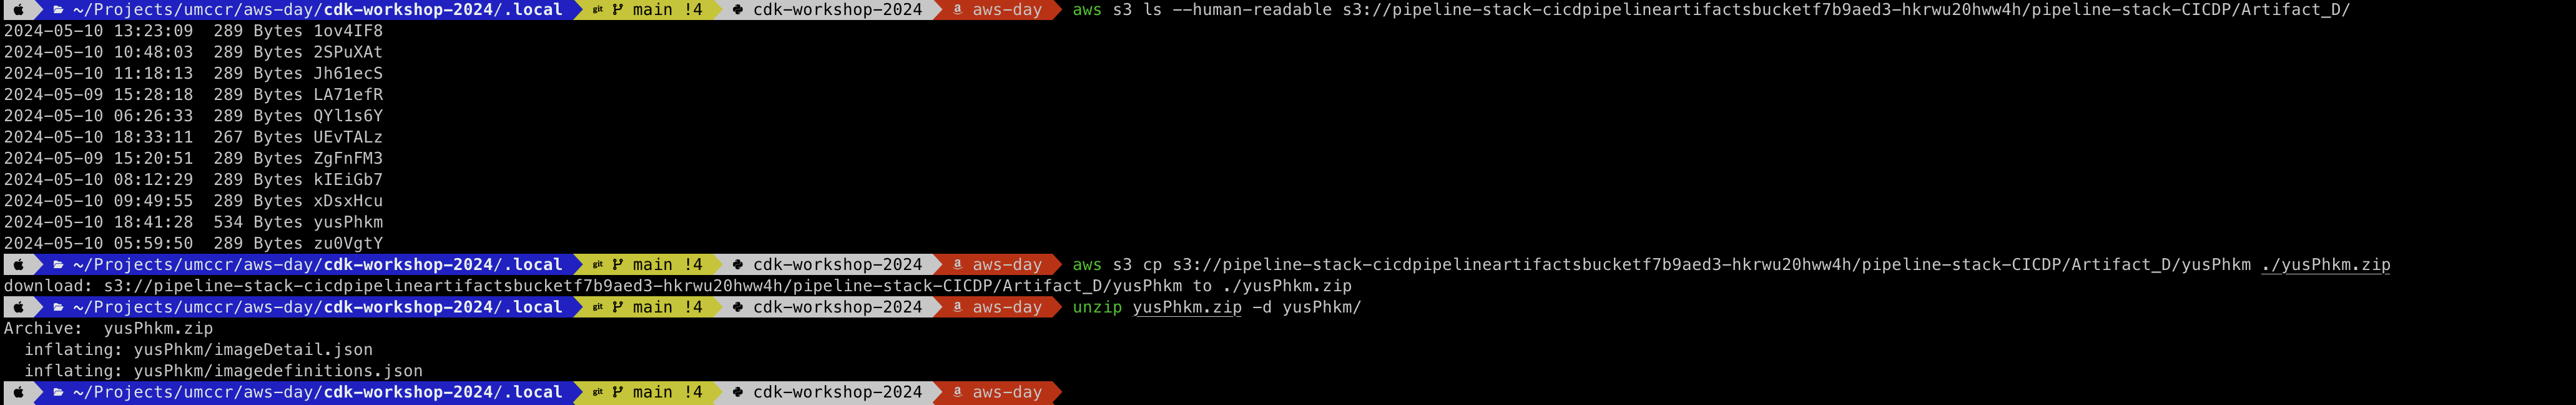 ~/Projects/umccr/aws-day/cdk-workshop-2024/.local git main !4 cdk-workshop-2024 a aws-day aws s3 ls --human-readable s3://pipeline-stack-cicdpipelineartifactsbucketf7b9aed3-hkrwu20hww4h/pipeline-stack-CICDP/Artifact_D/
2024-05-10 13:23:09  289 Bytes 1ov4IF8
2024-05-10 10:48:03  289 Bytes 2SPuXAt
2024-05-10 11:18:13  289 Bytes Jh61ecS
2024-05-09 15:28:18  289 Bytes LA71efR
2024-05-10 06:26:33  289 Bytes QYl1s6Y
2024-05-10 18:33:11  267 Bytes UEvTALz
2024-05-09 15:20:51  289 Bytes ZgFnFM3
2024-05-10 08:12:29  289 Bytes kIEiGb7
2024-05-10 09:49:55  289 Bytes xDsxHcu
2024-05-10 18:41:28  534 Bytes yusPhkm
2024-05-10 05:59:50  289 Bytes zu0VgtY
~/Projects/umccr/aws-day/cdk-workshop-2024/.local git main !4 cdk-workshop-2024 a aws-day aws s3 cp s3://pipeline-stack-cicdpipelineartifactsbucketf7b9aed3-hkrwu20hww4h/pipeline-stack-CICDP/Artifact_D/yusPhkm ./yusPhkm.zip
download: s3://pipeline-stack-cicdpipelineartifactsbucketf7b9aed3-hkrwu20hww4h/pipeline-stack-CICDP/Artifact_D/yusPhkm to ./yusPhkm.zip
~/Projects/umccr/aws-day/cdk-workshop-2024/.local git main !4 cdk-workshop-2024 a aws-day unzip yusPhkm.zip -d yusPhkm/
Archive:  yusPhkm.zip
  inflating: yusPhkm/imageDetail.json
  inflating: yusPhkm/imagedefinitions.json
~/Projects/umccr/aws-day/cdk-workshop-2024/.local git main !4 cdk-workshop-2024 a aws-day